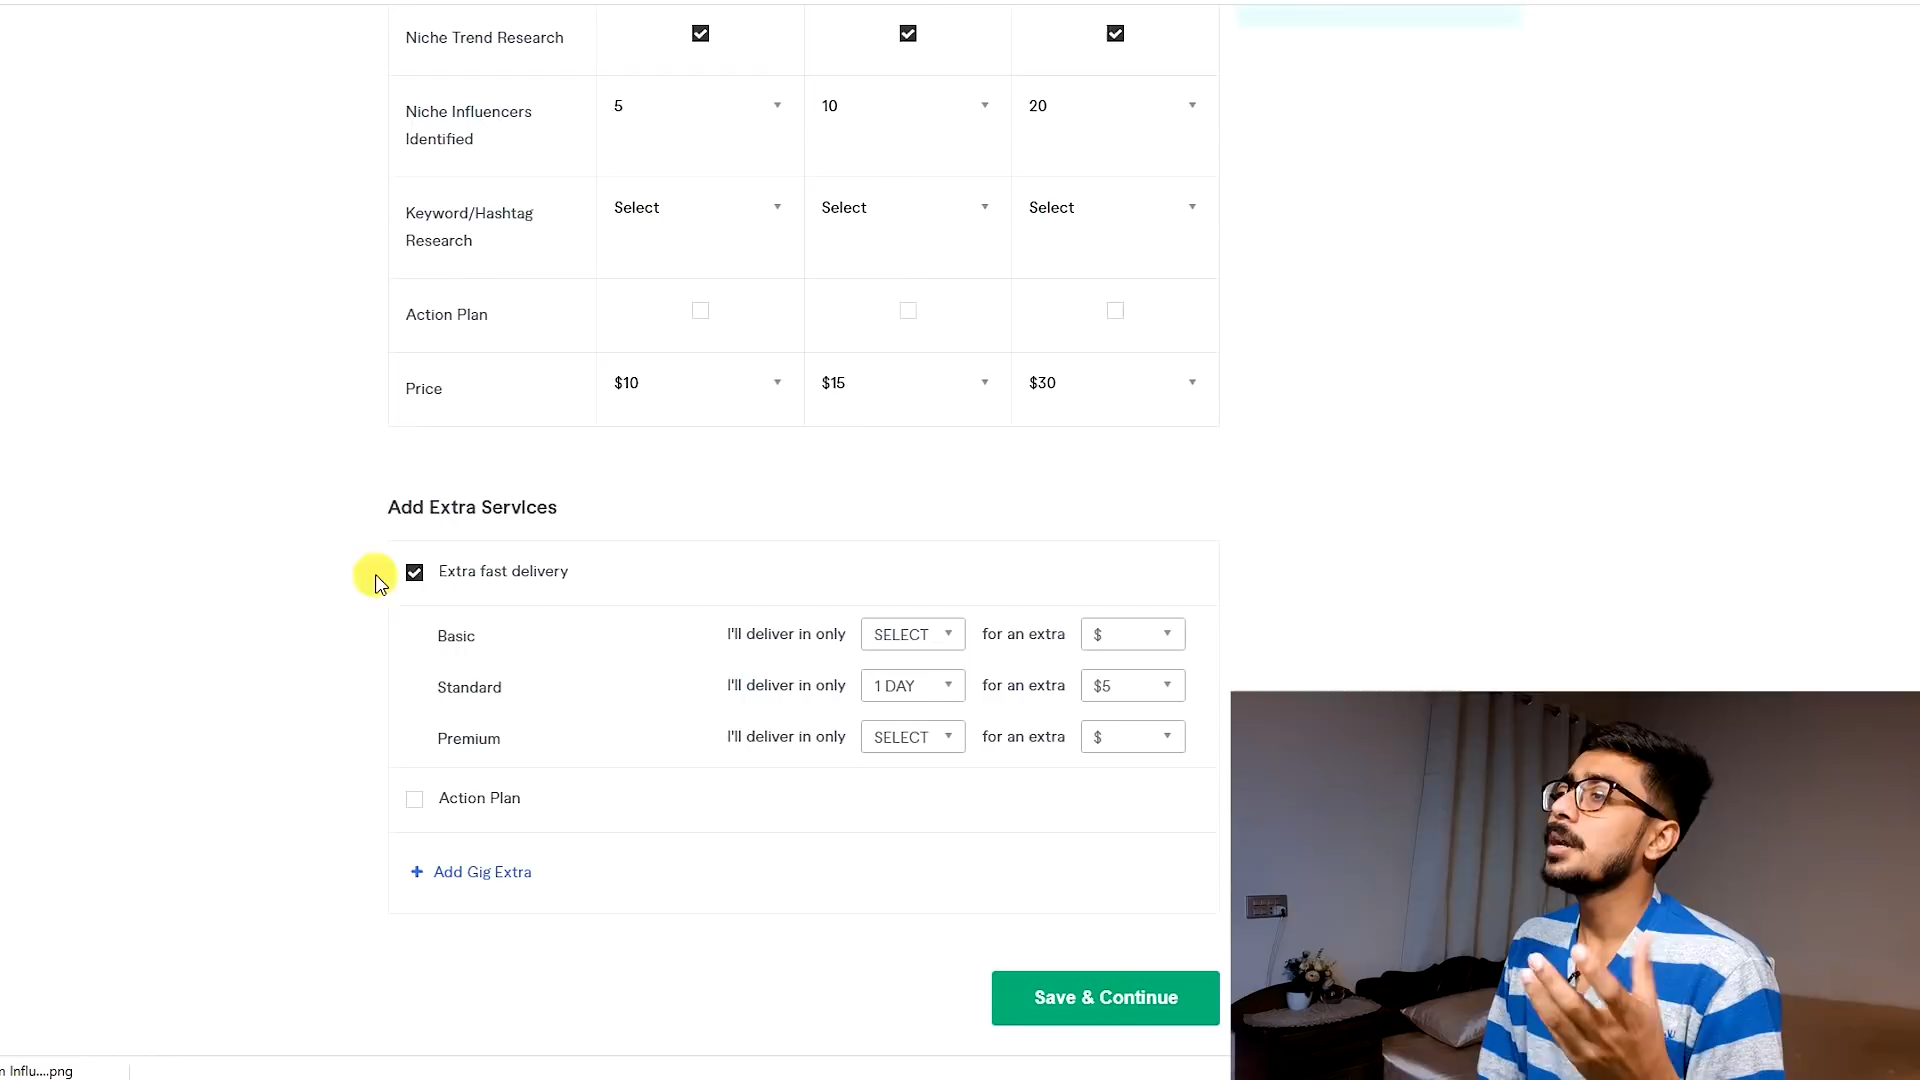 Niche Trend Research
Niche Influencers
Identified
5
10
20
Keyword/Hashtag
Research
Select
Select
Select
Action Plan
Price
$10
$15
$30
Add Extra Services
Extra fast delivery
Basic
I'll deliver in only
SELECT
for an extra
$
Standard
I'll deliver in only
1 DAY
for an extra
$5
Premium
I'll deliver in only
SELECT
for an extra
$
Action Plan
+ Add Gig Extra
Save & Continue
Influ....png